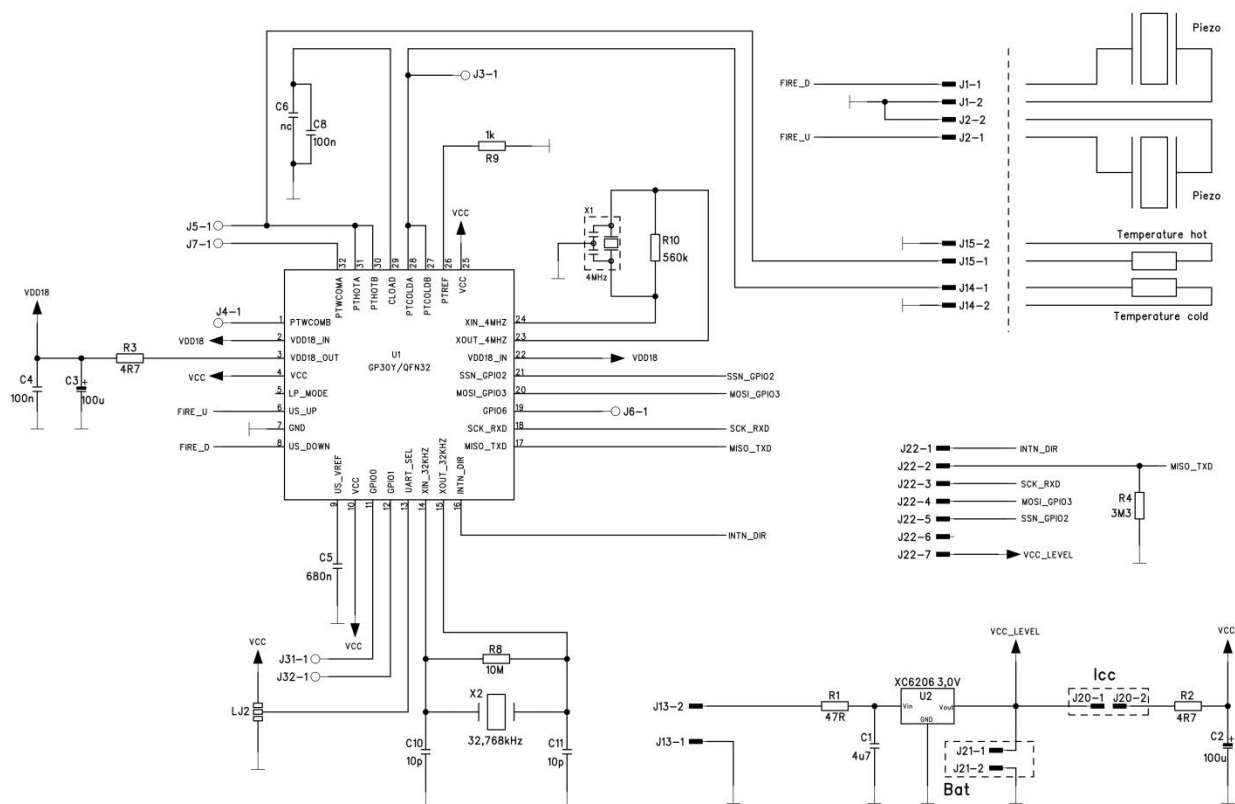 Piezo
J3-1
FIRE_D
J1-1
J1-2
J2-2
FIRE_U
J2-1
Piezo
C6
nc
C8
100n
1k
R9
X1
4MHz
R10
560k
VCC
J5-1
J7-1
32 31 30 29 28 27 26 25
PTWCOMA
PTHOTA
PTHOTB
CLOAD
PTCOLDA
PTCOLDB
PTREF
VCC
J15-2
Temperature hot
J15-1
J14-1
J14-2
Temperature cold
VDD18
J4-1
1 PTWCOMB
VDD18
2 VDD18_IN
R3
4R7
3 VDD18_OUT
VCC
4 VCC
5 LP_MODE
FIRE_U
6 US_UP
7 GND
FIRE_D
8 US_DOWN
C4
100n
C3
+
100u
U1
GP30Y/QFN32
XIN_4MHZ 24
XOUT_4MHZ 23
VDD18_IN 22
VDD18
SSN_GPIO2 21
SSN_GPIO2
MOSI_GPIO3 20
MOSI_GPIO3
GPIO6 19
J6-1
SCK_RXD 18
SCK_RXD
MISO_TXD 17
MISO_TXD
US_VREF
VCC
GPIO0
GPIO1
UART_SEL
XIN_32KHZ
XOUT_32KHZ
INTN_DIR
9 10 11 12 13 14 15 16
INTN_DIR
C5
680n
VCC
J31-1
J32-1
VCC
LJ2
R8
10M
X2
32,768kHz
C10
10p
C11
10p
J22-1
INTN_DIR
J22-2
MISO_TXD
J22-3
SCK_RXD
J22-4
MOSI_GPIO3
J22-5
SSN_GPIO2
J22-6
J22-7
VCC_LEVEL
R4
3M3
J13-2
J13-1
R1
47R
C1
4u7
XC6206 3,0V
U2
Vin
Vout
GND
VCC_LEVEL
J21-1
J21-2
Bat
Icc
J20-1
J20-2
R2
4R7
VCC
C2
+
100u